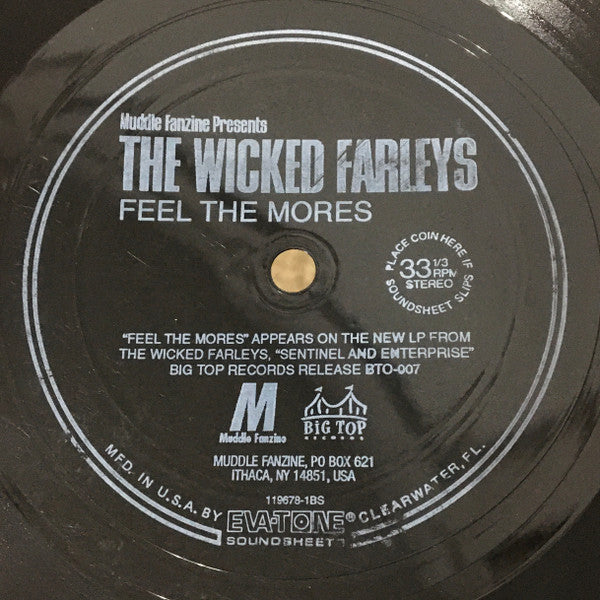 Muddle Fanzine Presents
THE WICKED FARLEYS
FEEL THE MORES
PLACE COIN HERE IF
SOUNDSHEET SLIPS
33 1/3
RPM
STEREO
"FEEL THE MORES" APPEARS ON THE NEW LP FROM
THE WICKED FARLEYS, "SENTINEL AND ENTERPRISE"
BIG TOP RECORDS RELEASE BTO-007
M
Muddle Fanzine
BIG TOP
RECORDS
MUDDLE FANZINE, PO BOX 621
ITHACA, NY 14851, USA
119678-1BS
MFD. IN U.S.A. BY EVA-TONE® CLEARWATER, FL.
SOUNDSHEETS